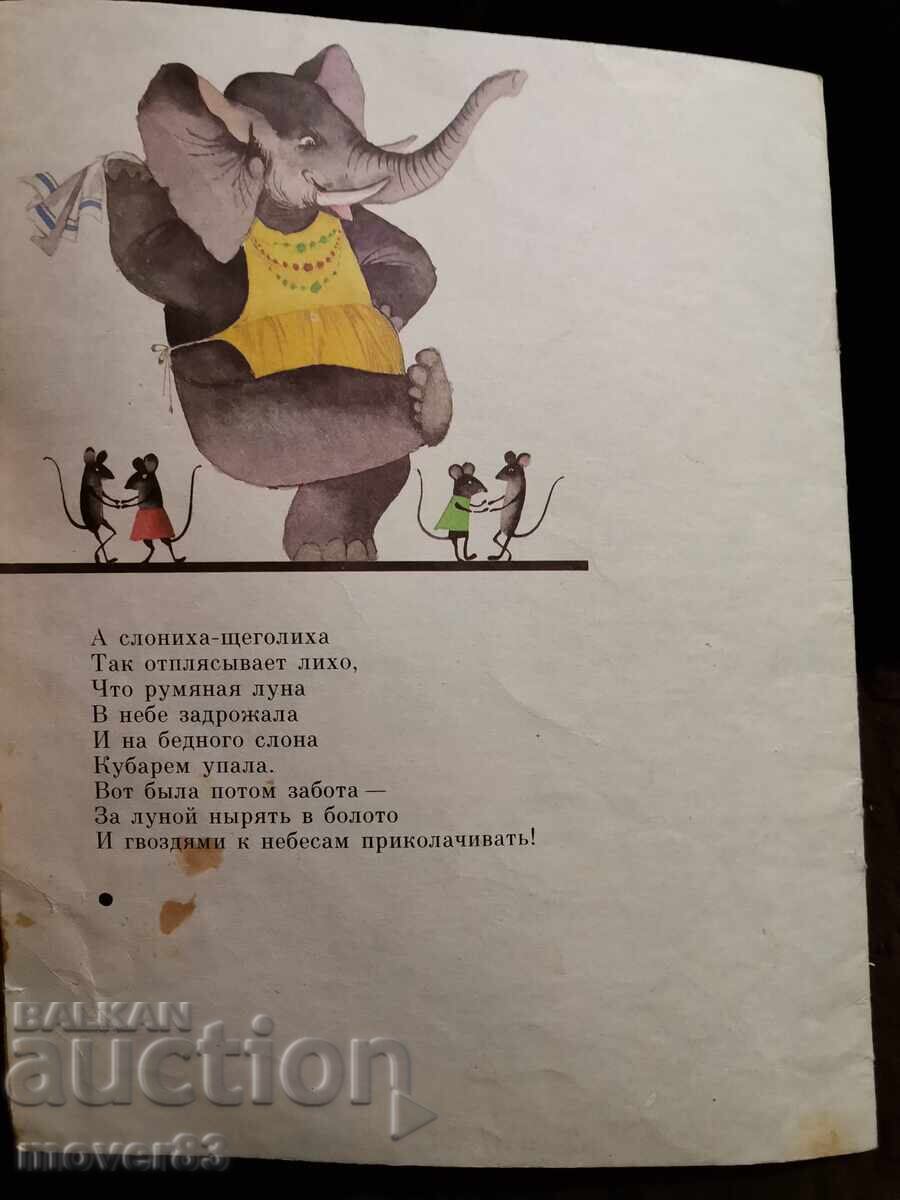 А слониха-щеголиха
Так отплясывает лихо,
Что румяная луна
В небе задрожала
И на бедного слона
Кубарем упала.
Вот была потом забота —
За луной нырять в болото
И гвоздями к небесам приколачивать!
BALKAN
auction
mover83